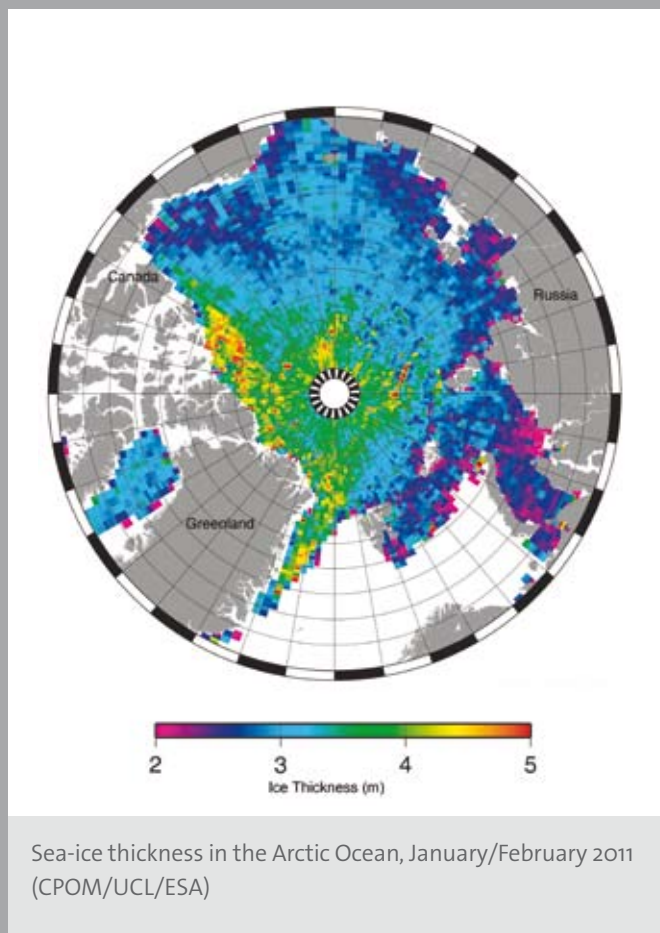 Canada
Russia
Greenland
2 3 4 5
Ice Thickness (m)
Sea-ice thickness in the Arctic Ocean, January/February 2011
(CPOM/UCL/ESA)